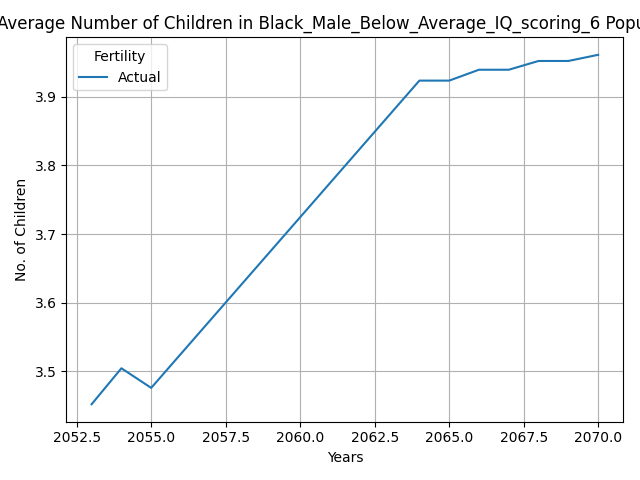 Average Number of Children in Black_Male_Below_Average_IQ_scoring_6 Popu
Fertility
Actual
No. of Children
3.9
3.8
3.7
3.6
3.5
2052.5 2055.0 2057.5 2060.0 2062.5 2065.0 2067.5 2070.0
Years